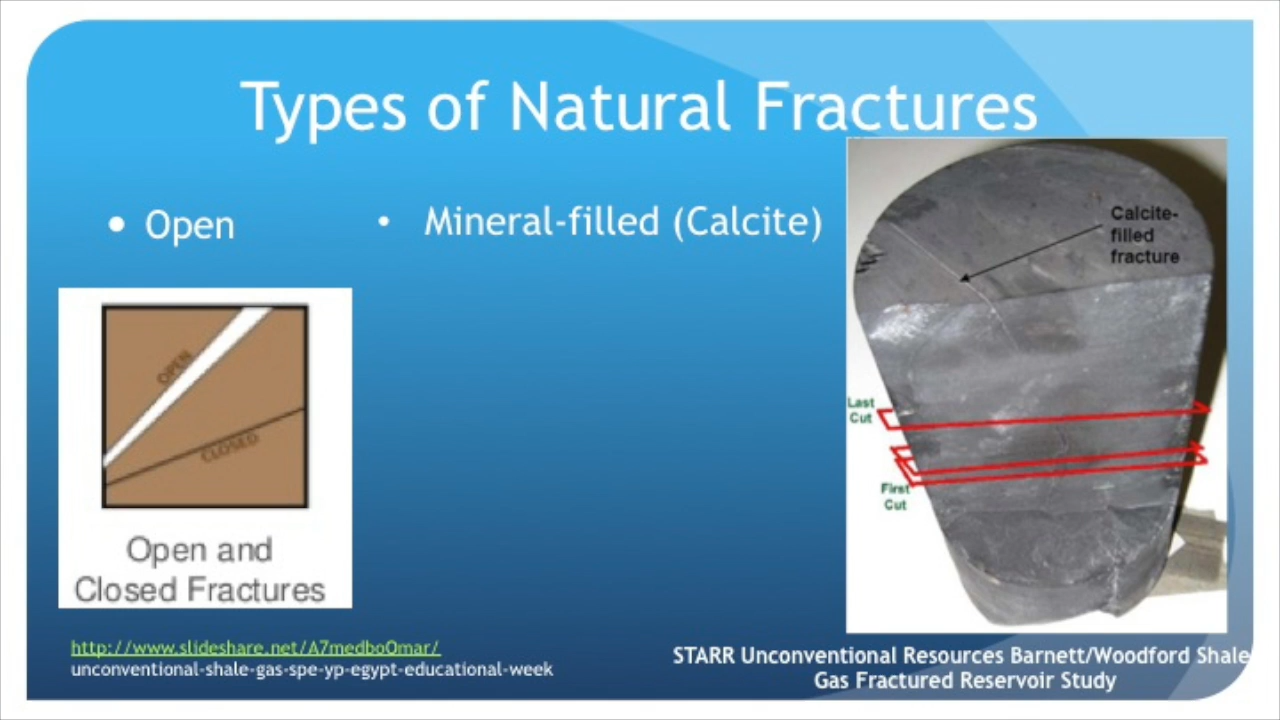 Types of Natural Fractures
• Open
• Mineral-filled (Calcite)
Calcite-
filled
fracture
OPEN
CLOSED
Last
Cut
First
Cut
Open and
Closed Fractures
http://www.slideshare.net/A7medboOmar/
unconventional-shale-gas-spe-yp-egypt-educational-week
STARR Unconventional Resources Barnett/Woodford Shale
Gas Fractured Reservoir Study